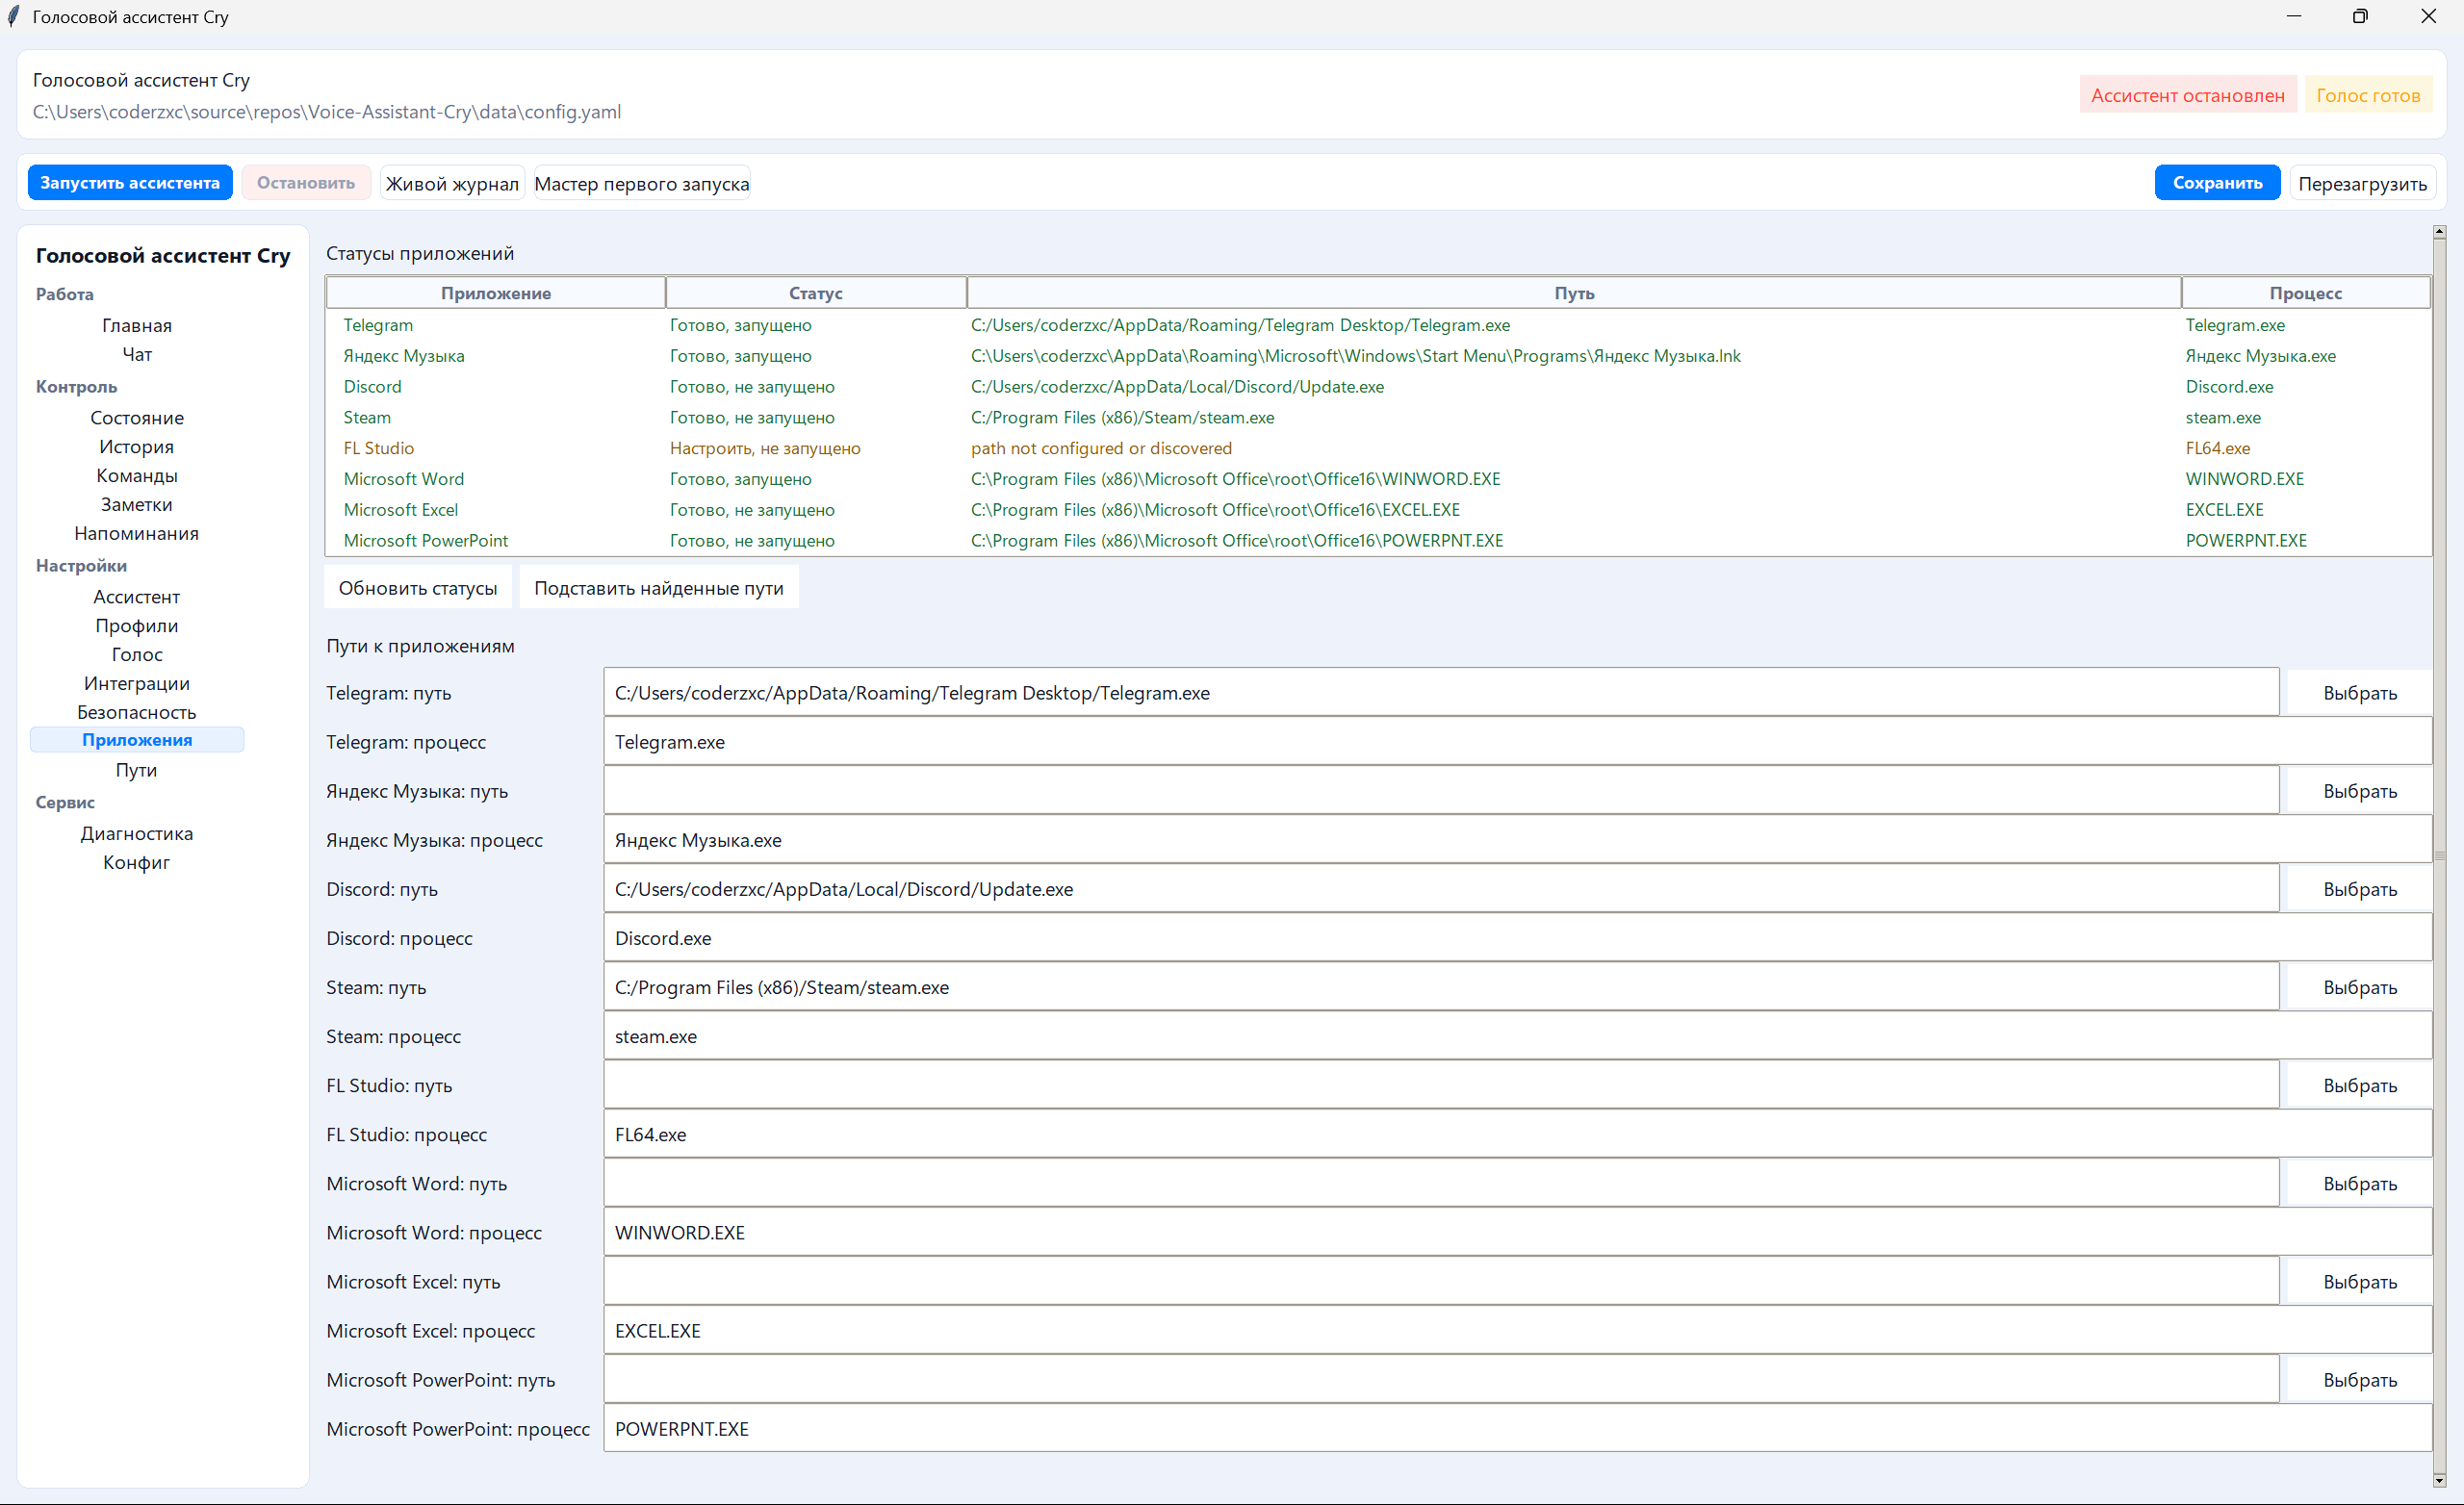 Голосовой ассистент Cry
Голосовой ассистент Cry
C:\Users\coderzxc\source\repos\Voice-Assistant-Cry\data\config.yaml
Ассистент остановлен Голос готов
Запустить ассистента Остановить Живой журнал Мастер первого запуска Сохранить Перезагрузить
Голосовой ассистент Cry
Работа
Главная
Чат
Контроль
Состояние
История
Команды
Заметки
Напоминания
Настройки
Ассистент
Профили
Голос
Интеграции
Безопасность
Приложения
Пути
Сервис
Диагностика
Конфиг
Статусы приложений
Приложение Статус Путь Процесс
Telegram Готово, запущено C:/Users/coderzxc/AppData/Roaming/Telegram Desktop/Telegram.exe Telegram.exe
Яндекс Музыка Готово, запущено C:\Users\coderzxc\AppData\Roaming\Microsoft\Windows\Start Menu\Programs\Яндекс Музыка.lnk Яндекс Музыка.exe
Discord Готово, не запущено C:/Users/coderzxc/AppData/Local/Discord/Update.exe Discord.exe
Steam Готово, не запущено C:/Program Files (x86)/Steam/steam.exe steam.exe
FL Studio Настроить, не запущено path not configured or discovered FL64.exe
Microsoft Word Готово, запущено C:\Program Files (x86)\Microsoft Office\root\Office16\WINWORD.EXE WINWORD.EXE
Microsoft Excel Готово, не запущено C:\Program Files (x86)\Microsoft Office\root\Office16\EXCEL.EXE EXCEL.EXE
Microsoft PowerPoint Готово, не запущено C:\Program Files (x86)\Microsoft Office\root\Office16\POWERPNT.EXE POWERPNT.EXE
Обновить статусы Подставить найденные пути
Пути к приложениям
Telegram: путь C:/Users/coderzxc/AppData/Roaming/Telegram Desktop/Telegram.exe Выбрать
Telegram: процесс Telegram.exe
Яндекс Музыка: путь Выбрать
Яндекс Музыка: процесс Яндекс Музыка.exe
Discord: путь C:/Users/coderzxc/AppData/Local/Discord/Update.exe Выбрать
Discord: процесс Discord.exe
Steam: путь C:/Program Files (x86)/Steam/steam.exe Выбрать
Steam: процесс steam.exe
FL Studio: путь Выбрать
FL Studio: процесс FL64.exe
Microsoft Word: путь Выбрать
Microsoft Word: процесс WINWORD.EXE
Microsoft Excel: путь Выбрать
Microsoft Excel: процесс EXCEL.EXE
Microsoft PowerPoint: путь Выбрать
Microsoft PowerPoint: процесс POWERPNT.EXE